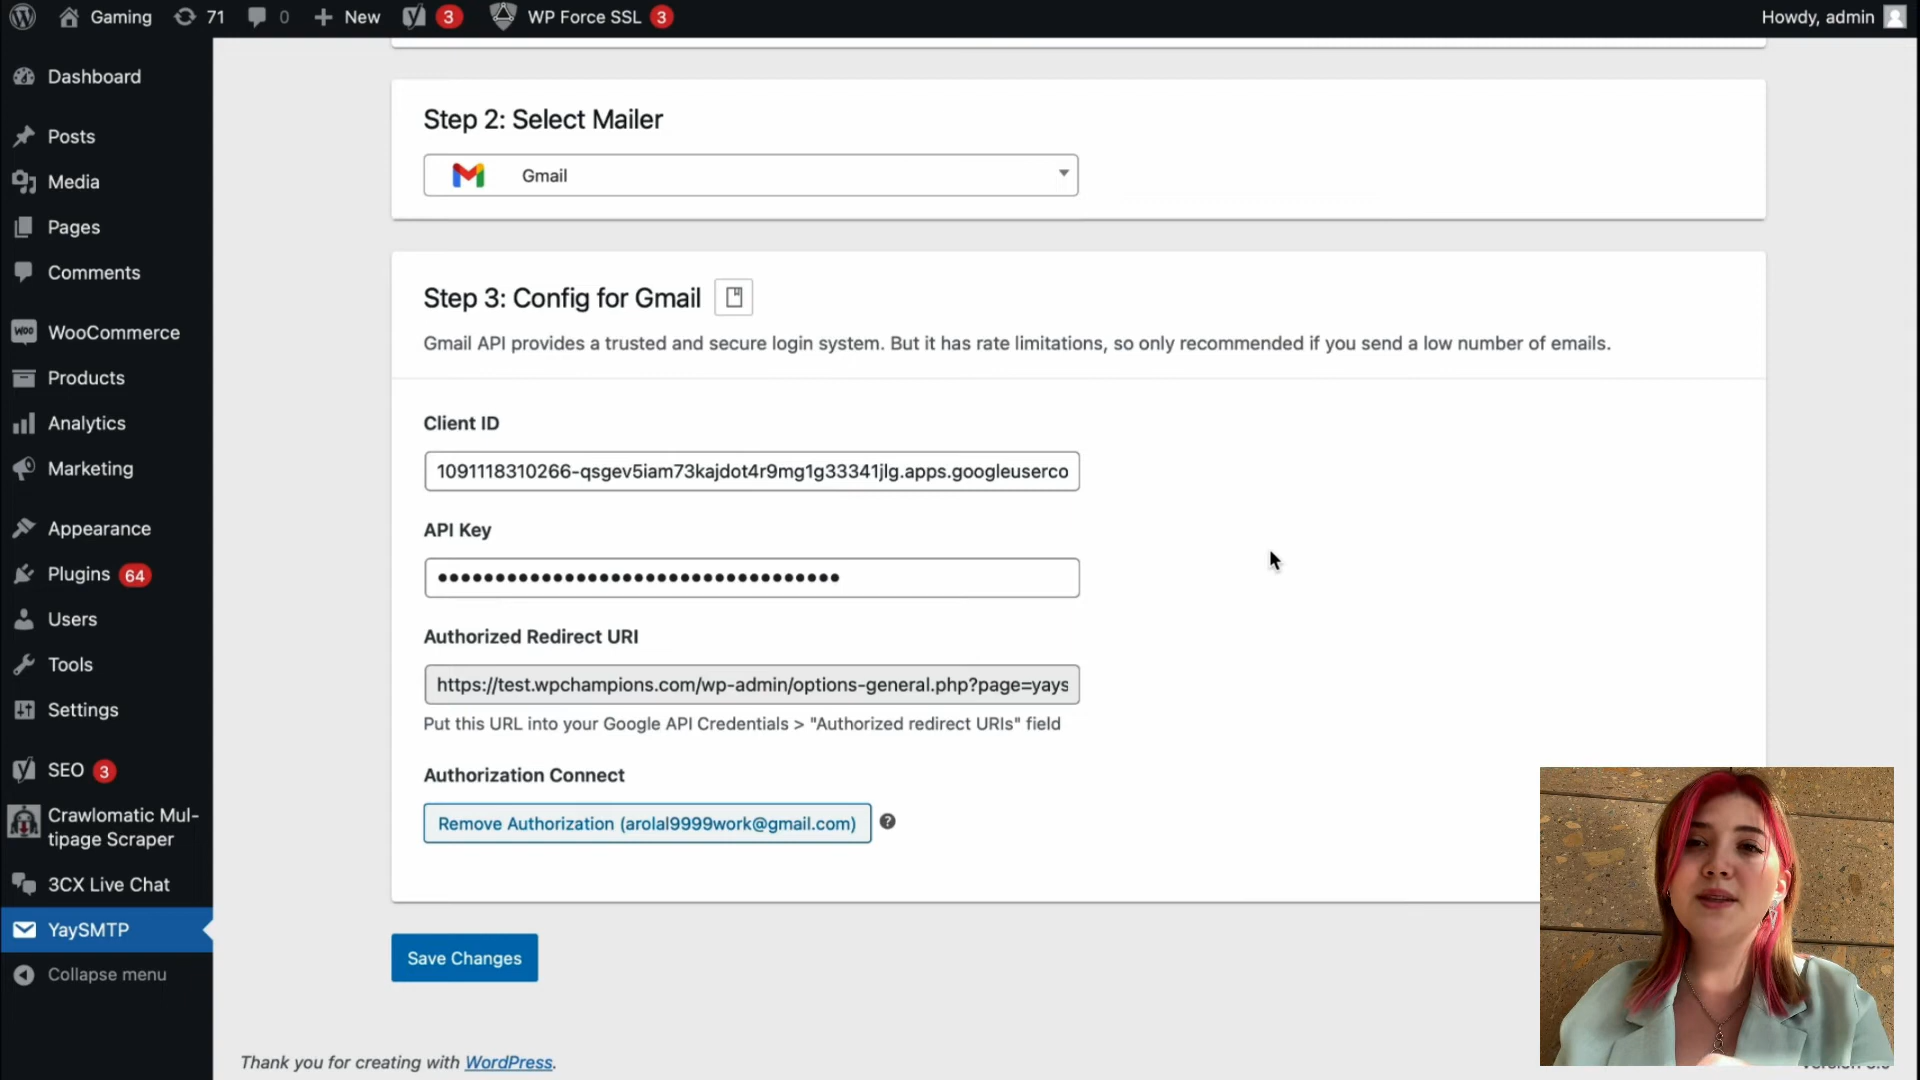 Gaming 71 0 New 3 WP Force SSL 3 Howdy, admin
Dashboard
Posts
Media
Pages
Comments
WooCommerce
Products
Analytics
Marketing
Appearance
Plugins 64
Users
Tools
Settings
SEO 3
Crawlomatic Mul-
tipage Scraper
3CX Live Chat
YaySMTP
Collapse menu
Step 2: Select Mailer
Gmail
Step 3: Config for Gmail
Gmail API provides a trusted and secure login system. But it has rate limitations, so only recommended if you send a low number of emails.
Client ID
1091118310266-qsgev5iam73kajdot4r9mg1g33341jlg.apps.googleuserco
API Key
Authorized Redirect URI
https://test.wpchampions.com/wp-admin/options-general.php?page=yays
Put this URL into your Google API Credentials > "Authorized redirect URIs" field
Authorization Connect
Remove Authorization (arolal9999work@gmail.com)
Save Changes
Thank you for creating with WordPress.